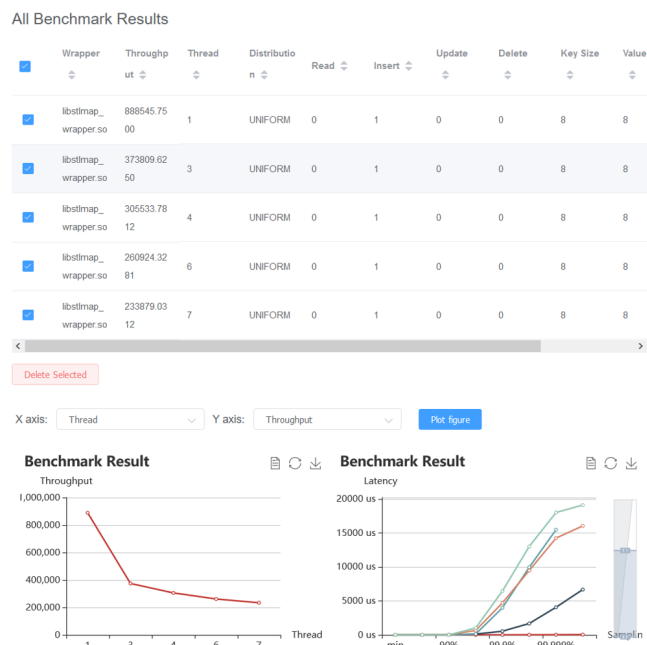 All Benchmark Results
Wrapper Throughp Thread Distributio Read Insert Update Delete Key Size Value
ut n
libstlmap_ 888545.75 1 UNIFORM 0 1 0 0 8 8
wrapper.so 00
libstlmap_ 373809.62 3 UNIFORM 0 1 0 0 8 8
wrapper.so 50
libstlmap_ 305533.78 4 UNIFORM 0 1 0 0 8 8
wrapper.so 12
libstlmap_ 260924.32 6 UNIFORM 0 1 0 0 8 8
wrapper.so 81
libstlmap_ 233879.03 7 UNIFORM 0 1 0 0 8 8
wrapper.so 12
Delete Selected
X axis: Thread Y axis: Throughput Plot figure
Benchmark Result
Throughput
1,000,000
800,000
600,000
400,000
200,000
0
1 3 4 6 7
Thread
Benchmark Result
Latency
20000 us
15000 us
10000 us
5000 us
0 us
min 90% 99.9% 99.999%
Samplin